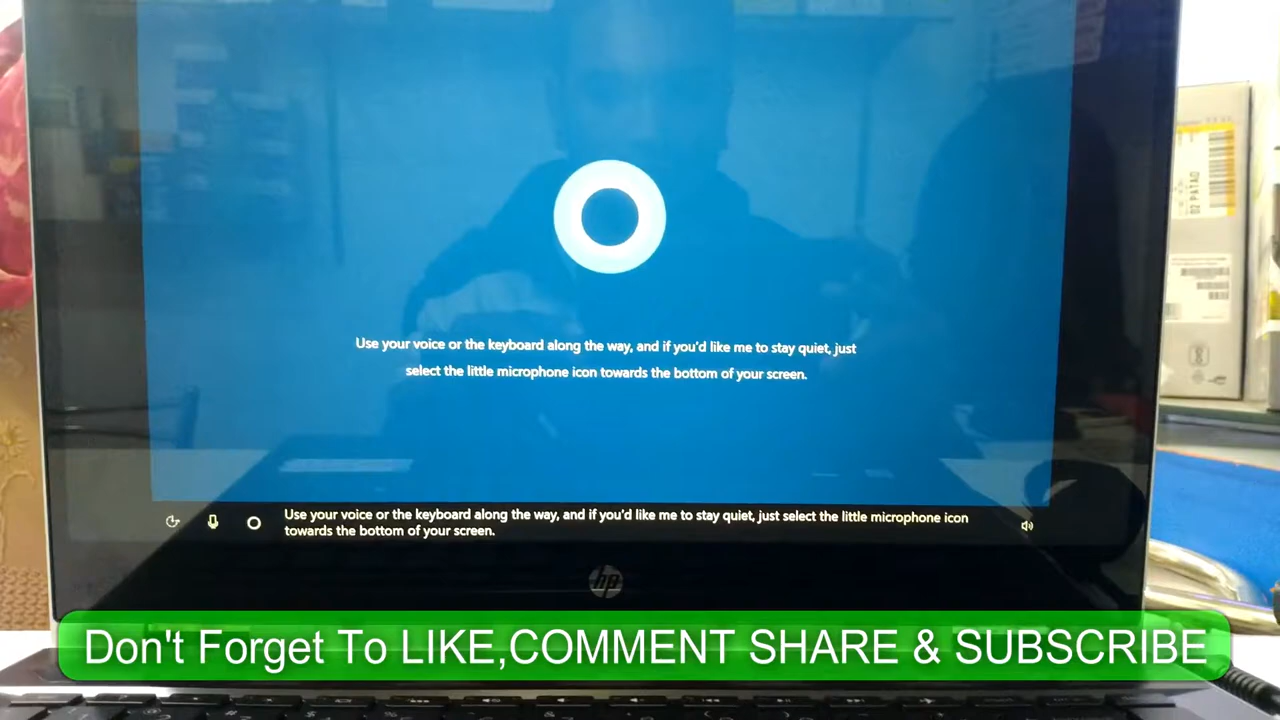 Use your voice or the keyboard along the way, and if you'd like me to stay quiet, just
select the little microphone icon towards the bottom of your screen.
Use your voice or the keyboard along the way, and if you'd like me to stay quiet, just select the little microphone icon
towards the bottom of your screen.
hp
Don't Forget To LIKE,COMMENT SHARE & SUBSCRIBE
02 PATAD